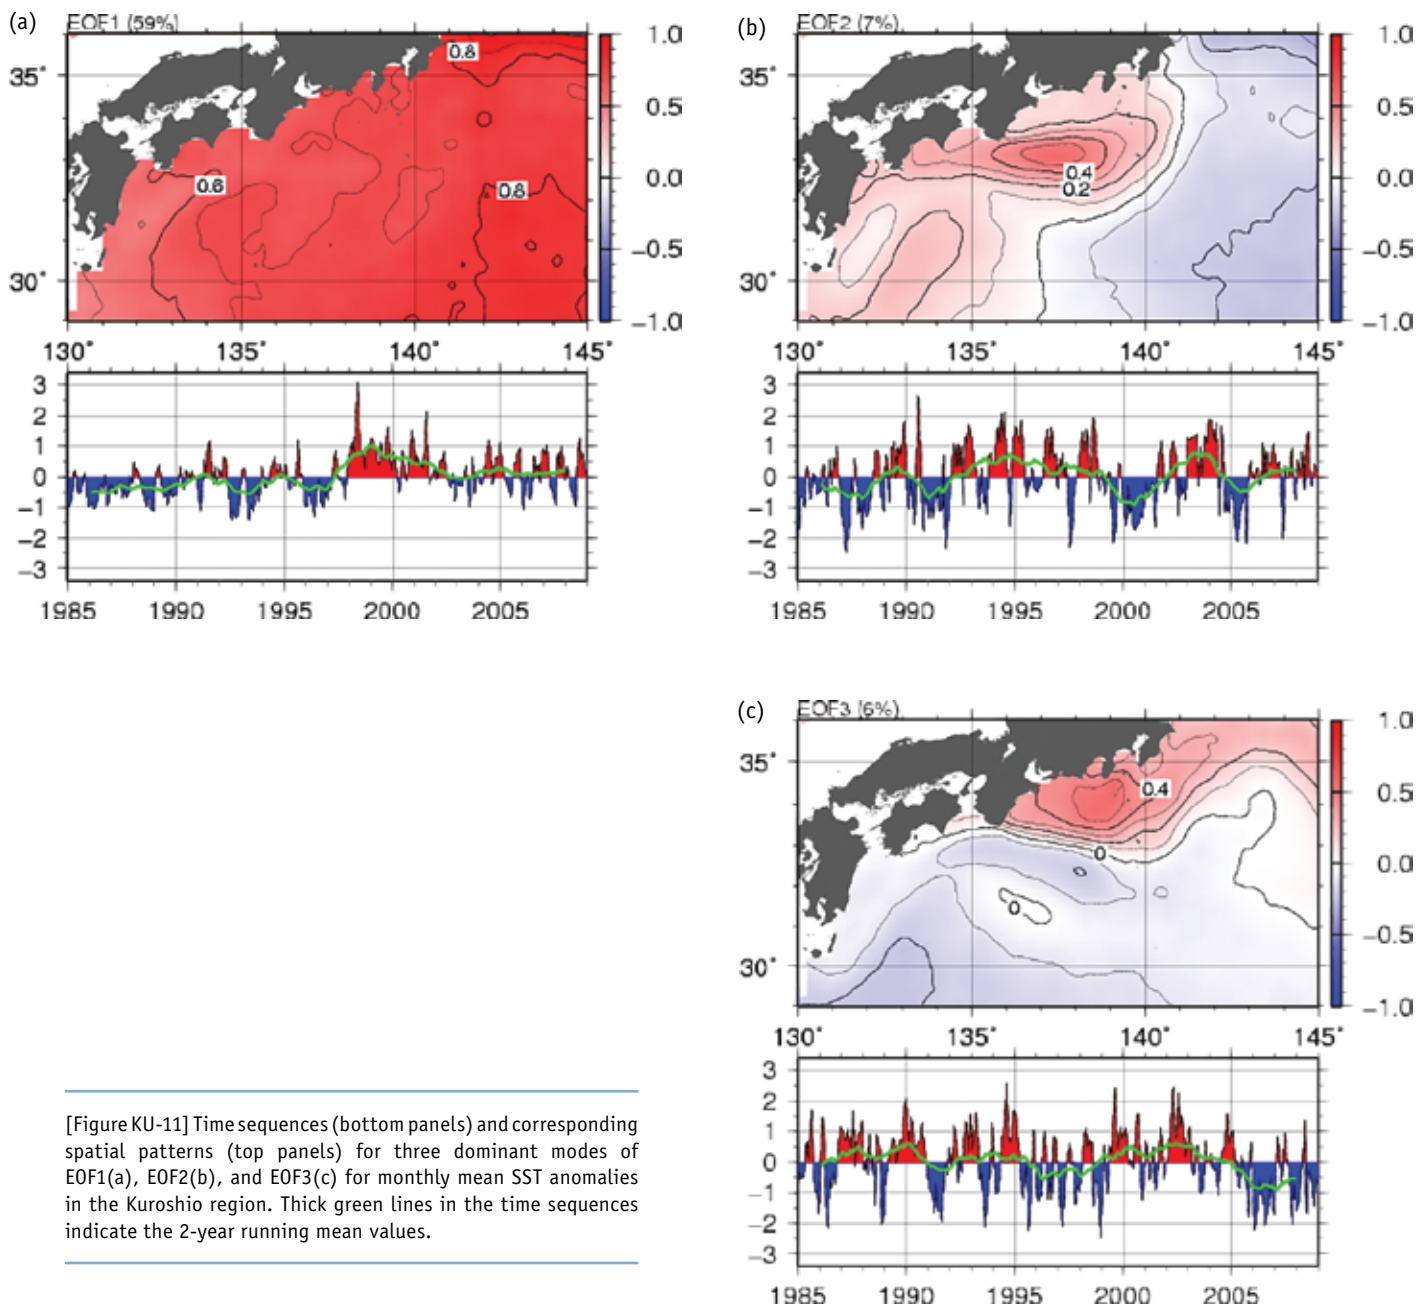 (a)
EOF1 (59%)
0.8
0.6
0.8
35°
30°
130° 135° 140° 145°
1.0
0.5
0.0
−0.5
−1.0
3
2
1
0
−1
−2
−3
1985 1990 1995 2000 2005
(b)
EOF2 (7%)
0.4
0.2
35°
30°
130° 135° 140° 145°
1.0
0.5
0.0
−0.5
−1.0
3
2
1
0
−1
−2
−3
1985 1990 1995 2000 2005
(c)
EOF3 (6%)
0.4
0
0
35°
30°
130° 135° 140° 145°
1.0
0.5
0.0
−0.5
−1.0
3
2
1
0
−1
−2
−3
1985 1990 1995 2000 2005
[Figure KU-11] Time sequences (bottom panels) and corresponding
spatial patterns (top panels) for three dominant modes of
EOF1(a), EOF2(b), and EOF3(c) for monthly mean SST anomalies
in the Kuroshio region. Thick green lines in the time sequences
indicate the 2-year running mean values.